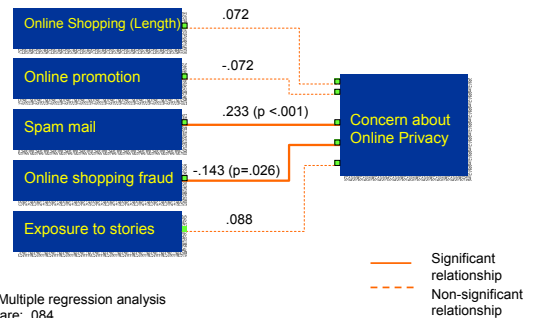 Online Shopping (Length)
.072
Online promotion
-.072
Spam mail
.233 (p <.001)
Concern about
Online Privacy
Online shopping fraud
-.143 (p=.026)
Exposure to stories
.088
Significant
relationship
Non-significant
relationship
Multiple regression analysis
.084